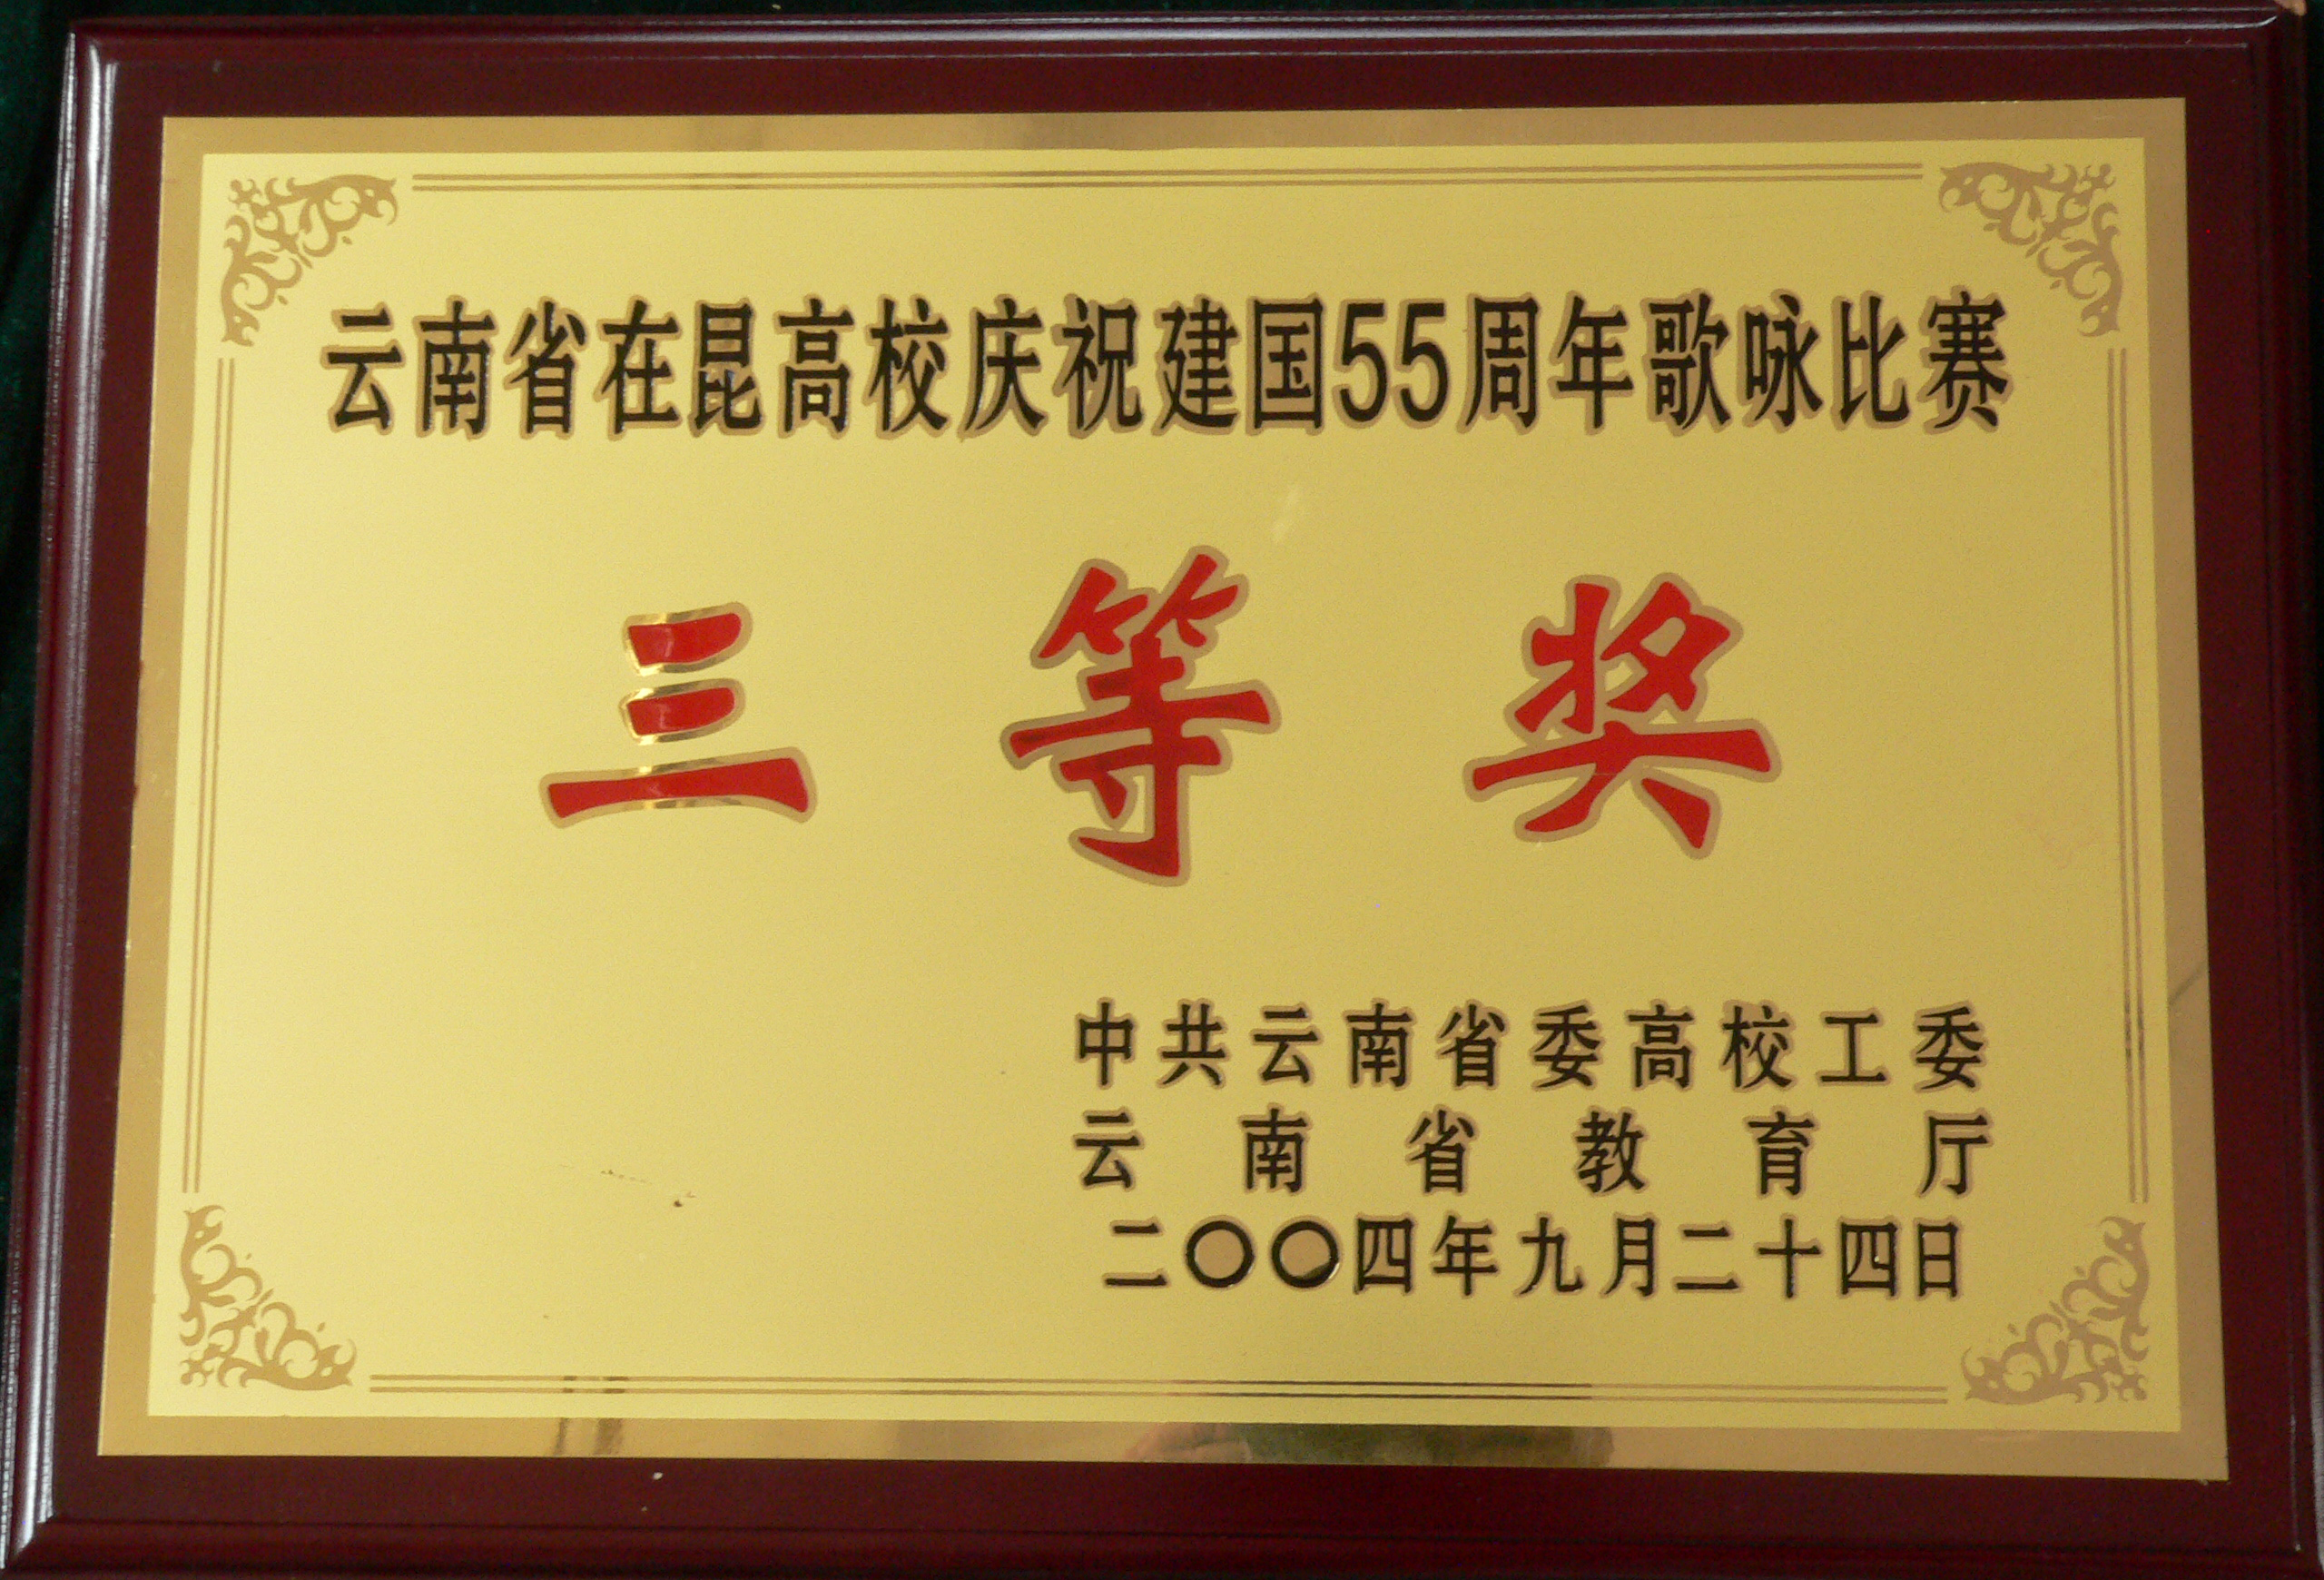 云南省在昆高校庆祝建国55周年歌咏比赛
三等奖
中共云南省委高校工委
云南省教育厅
二〇〇四年九月二十四日